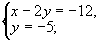 x − 2y = −12,
y = −5;